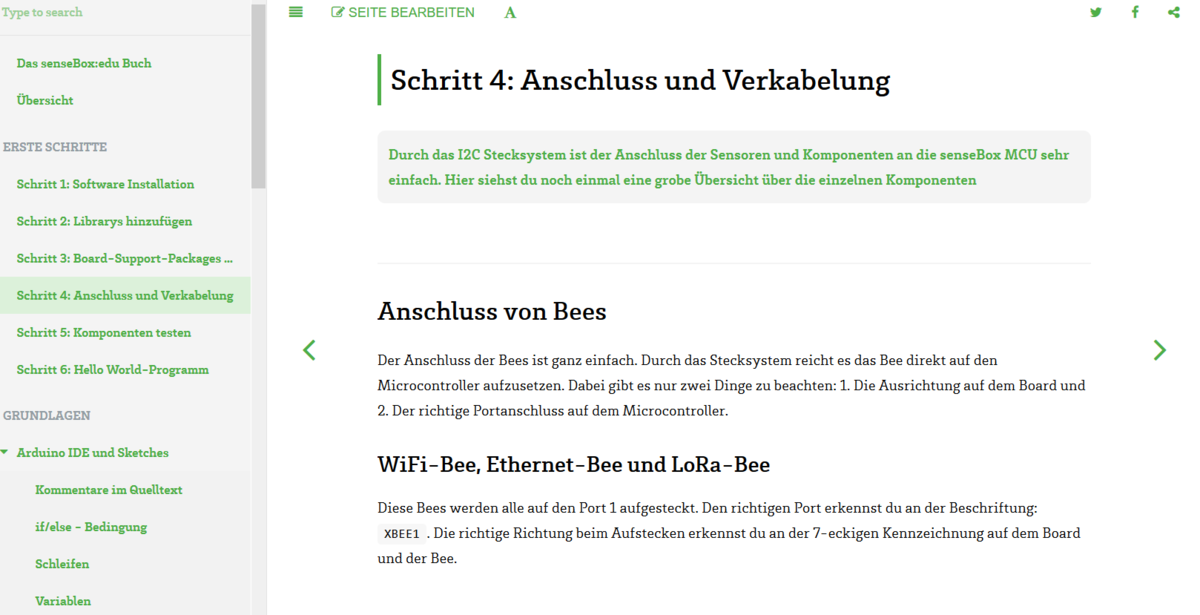 Type to search
SEITE BEARBEITEN
A
Das senseBox:edu Buch
Übersicht
ERSTE SCHRITTE
Schritt 1: Software Installation
Schritt 2: Librarys hinzufügen
Schritt 3: Board-Support-Packages ...
Schritt 4: Anschluss und Verkabelung
Schritt 5: Komponenten testen
Schritt 6: Hello World-Programm
GRUNDLAGEN
Arduino IDE und Sketches
Kommentare im Quelltext
if/else - Bedingung
Schleifen
Variablen
Schritt 4: Anschluss und Verkabelung
Durch das I2C Stecksystem ist der Anschluss der Sensoren und Komponenten an die senseBox MCU sehr
einfach. Hier siehst du noch einmal eine grobe Übersicht über die einzelnen Komponenten
Anschluss von Bees
Der Anschluss der Bees ist ganz einfach. Durch das Stecksystem reicht es das Bee direkt auf den
Microcontroller aufzusetzen. Dabei gibt es nur zwei Dinge zu beachten: 1. Die Ausrichtung auf dem Board und
2. Der richtige Portanschluss auf dem Microcontroller.
WiFi-Bee, Ethernet-Bee und LoRa-Bee
Diese Bees werden alle auf den Port 1 aufgesteckt. Den richtigen Port erkennst du an der Beschriftung:
XBEE1 . Die richtige Richtung beim Aufstecken erkennst du an der 7-eckigen Kennzeichnung auf dem Board
und der Bee.